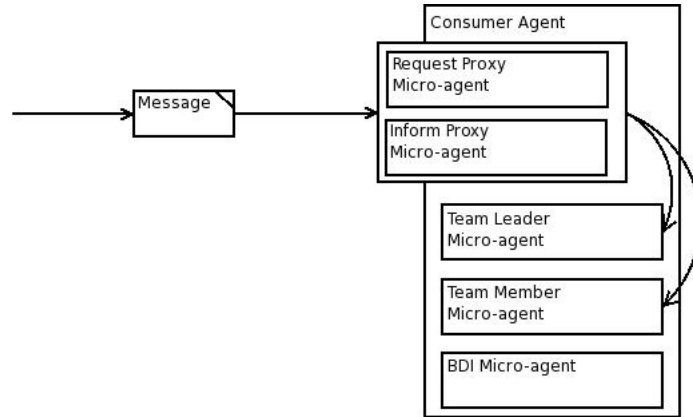 Consumer Agent
Request Proxy
Micro-agent
Message
Inform Proxy
Micro-agent
Team Leader
Micro-agent
Team Member
Micro-agent
BDI Micro-agent